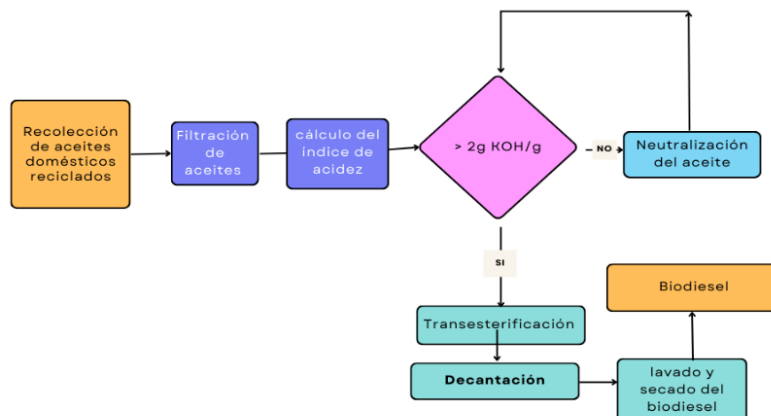 Recolección
de aceites
domésticos
reciclados
Filtración
de
aceites
cálculo del
índice de
acidez
> 2g KOH/g
NO
Neutralización
del aceite
SI
Transesterificación
Decantación
lavado y
secado del
biodiesel
Biodiesel